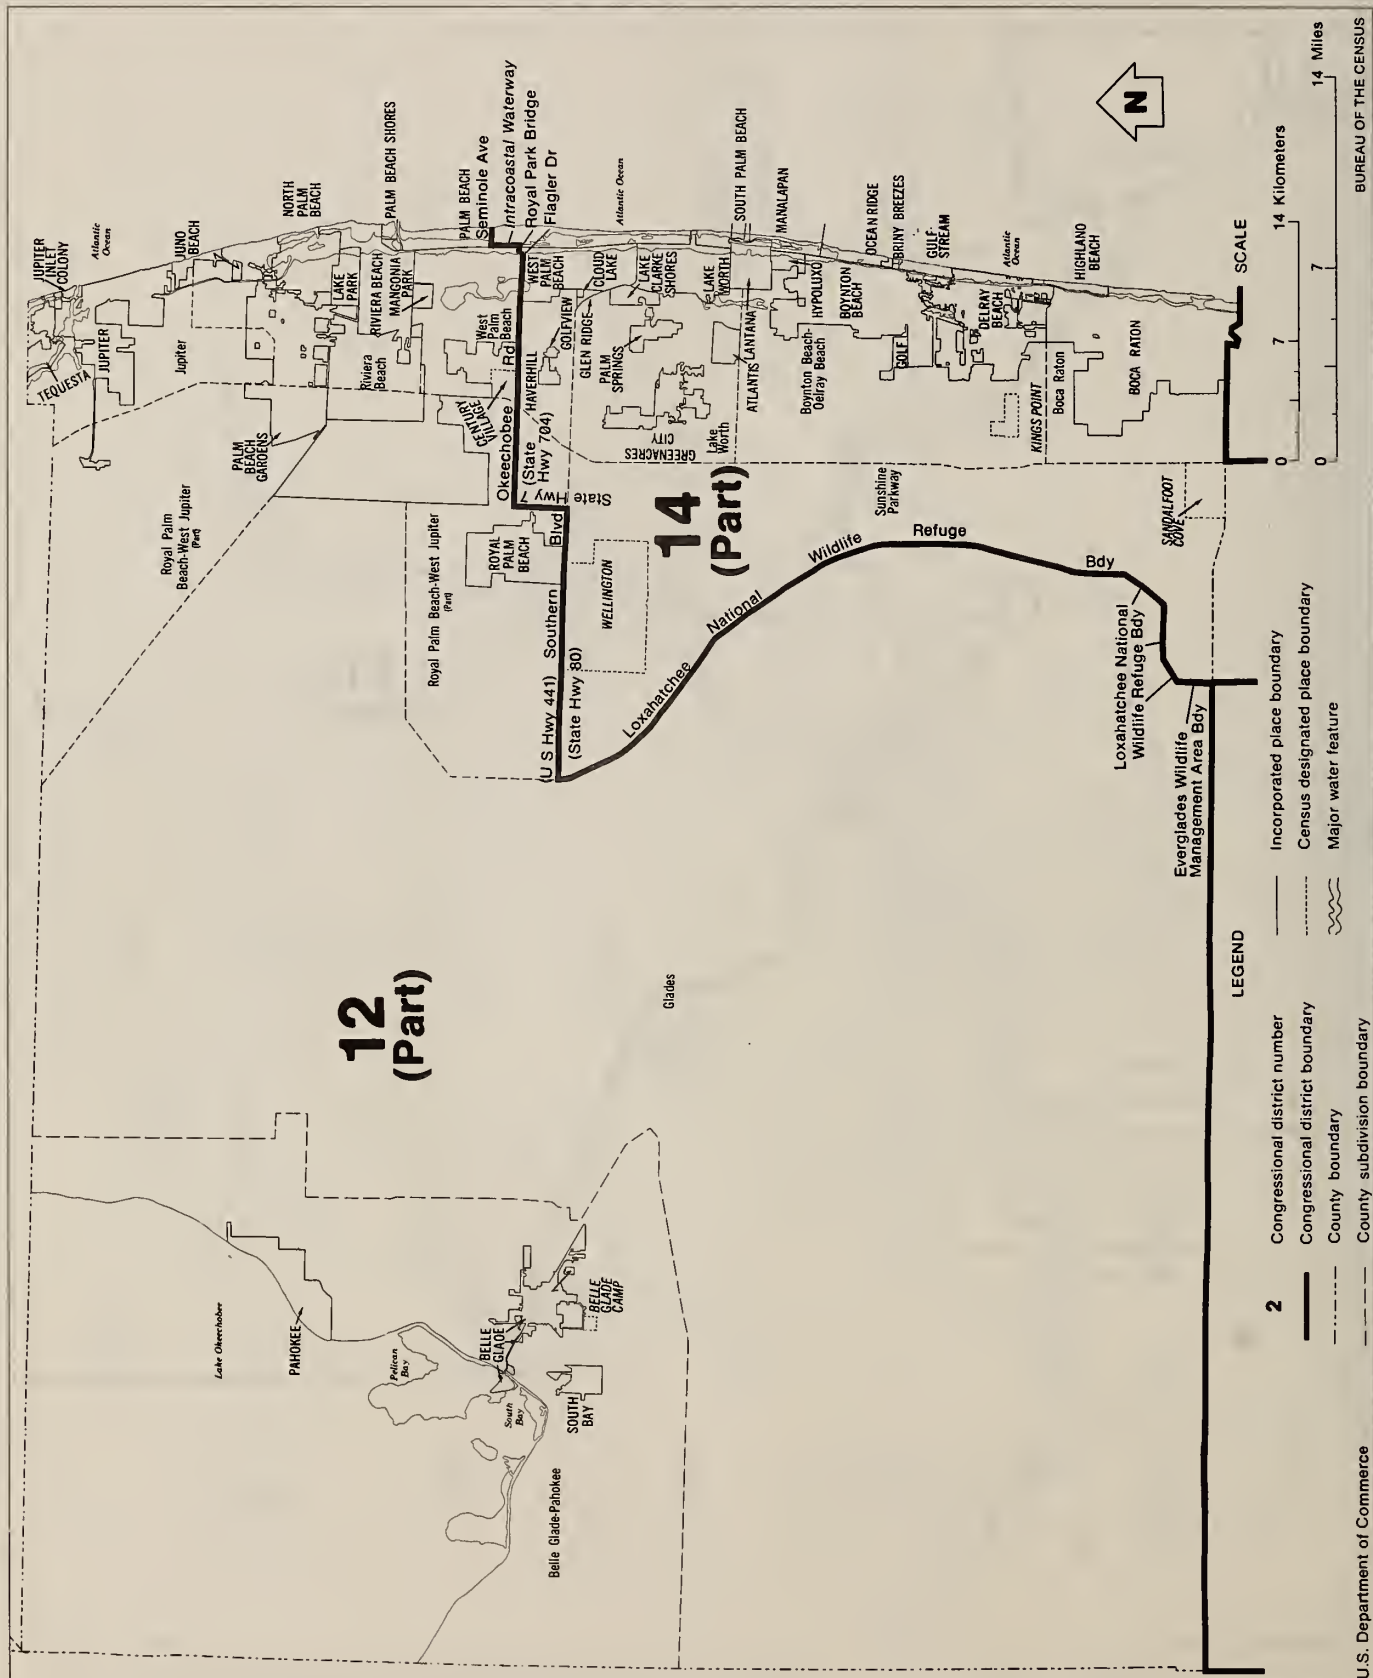 JUPITER
INLET
COLONY
Atlantic
Ocean
TEQUESTA
JUPITER
Jupiter
JUNO
BEACH
NORTH
PALM
BEACH
PALM
BEACH
GARDENS
LAKE
PARK
RIVIERA BEACH
MANGONIA
PARK
PALM BEACH SHORES
Riviera
Beach
Royal Palm
Beach-West Jupiter
(Part)
Royal Palm Beach-West Jupiter
(Part)
PALM BEACH
Seminole Ave
Intracoastal Waterway
Royal Park Bridge
Flagler Dr
West
Palm
Beach
WEST
PALM
BEACH
CENTURY
VILLAGE
Okeechobee Rd
(State
Hwy 704)
HAVERHILL
GOLFVIEW
GLEN RIDGE
CLOUD
LAKE
LAKE
CLARKE
SHORES
Atlantic Ocean
State Hwy 7
ROYAL
PALM
BEACH
(U S Hwy 441) Southern Blvd
(State Hwy 80)
WELLINGTON
PALM
SPRINGS
GREENACRES
CITY
Lake
Worth
LAKE
WORTH
SOUTH PALM BEACH
14
(Part)
ATLANTIS
LANTANA
MANALAPAN
HYPOLUXO
BOYNTON
BEACH
Boynton Beach-
Delray Beach
OCEAN RIDGE
BRINY BREEZES
GULF-
STREAM
GOLF
DELRAY
BEACH
Atlantic
Ocean
HIGHLAND
BEACH
KINGS POINT
Boca Raton
BOCA RATON
Sunshine
Parkway
SANDALFOOT
COVE
Loxahatchee National Wildlife Refuge Bdy
Loxahatchee National
Wildlife Refuge Bdy
Everglades Wildlife
Management Area Bdy
12
(Part)
Glades
Lake Okeechobee
PAHOKEE
Pelican
Bay
BELLE
GLADE
BELLE
GLADE
CAMP
South
Bay
SOUTH
BAY
Belle Glade-Pahokee
N
LEGEND
2 Congressional district number
Congressional district boundary
County boundary
County subdivision boundary
Incorporated place boundary
Census designated place boundary
Major water feature
SCALE
0 7 14 Kilometers
0 7 14 Miles
U.S. Department of Commerce
BUREAU OF THE CENSUS